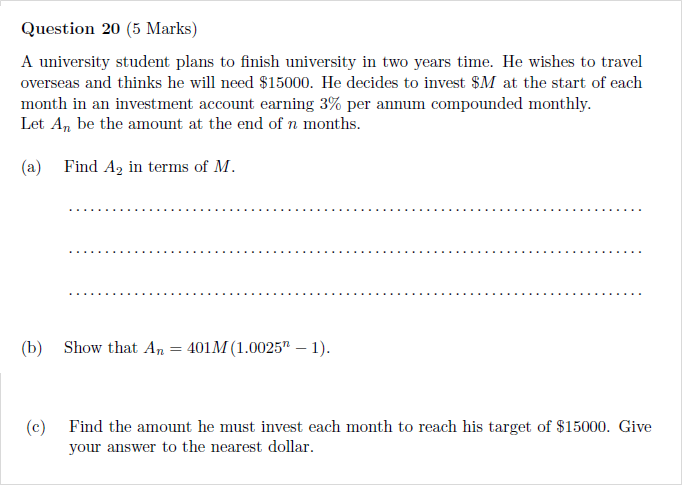 Question 20 (5 Marks)
A university student plans to finish university in two years time. He wishes to travel
overseas and thinks he will need $15000. He decides to invest $M at the start of each
month in an investment account earning 3% per annum compounded monthly.
Let Aₙ be the amount at the end of n months.
(a) Find A₂ in terms of M.
................................................................................
................................................................................
................................................................................
(b) Show that Aₙ = 401M(1.0025ⁿ − 1).
(c) Find the amount he must invest each month to reach his target of $15000. Give
your answer to the nearest dollar.